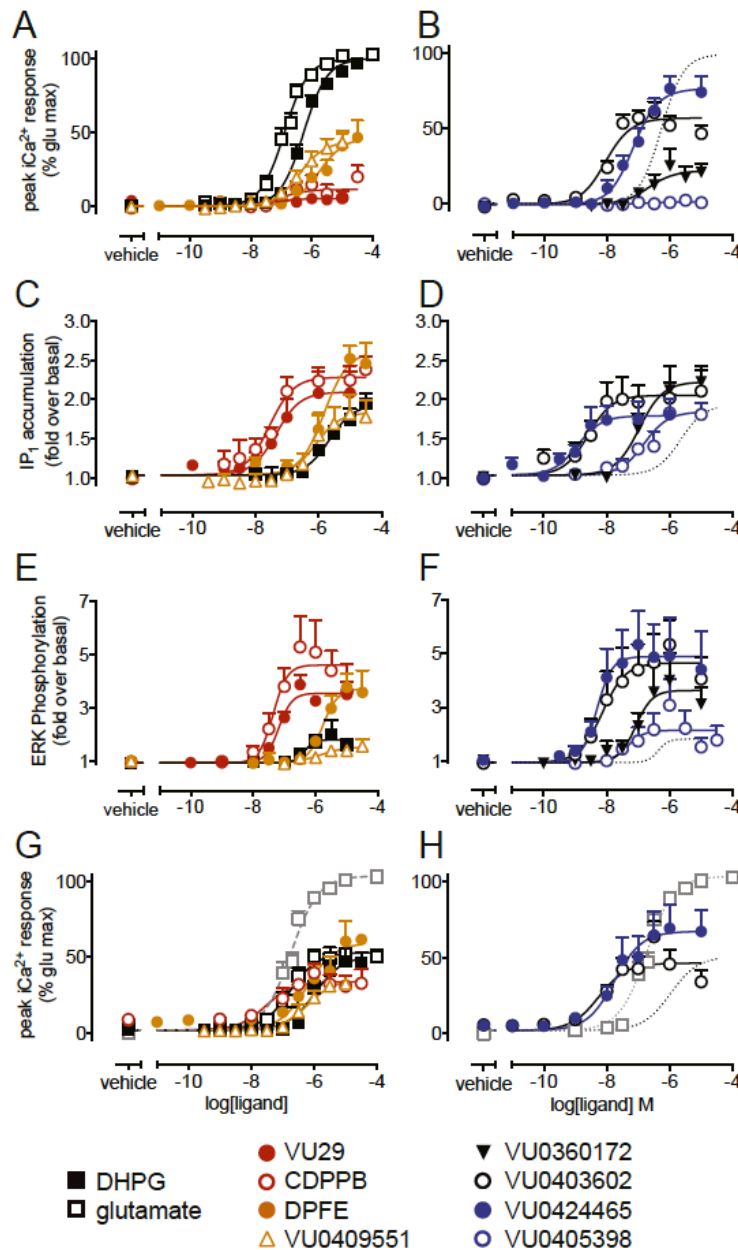 A
B
peak iCa2+ response
(% glu max)
100
50
0
vehicle
-10
-8
-6
-4
100
50
0
vehicle
-10
-8
-6
-4
C
D
IP1 accumulation
(fold over basal)
3.0
2.5
2.0
1.5
1.0
vehicle
-10
-8
-6
-4
3.0
2.5
2.0
1.5
1.0
vehicle
-10
-8
-6
-4
E
F
ERK Phosphorylation
(fold over basal)
7
5
3
1
vehicle
-10
-8
-6
-4
7
5
3
1
vehicle
-10
-8
-6
-4
G
H
peak iCa2+ response
(% glu max)
100
50
0
vehicle
-10
-8
-6
-4
log[ligand]
100
50
0
vehicle
-10
-8
-6
-4
log[ligand] M
DHPG
glutamate
VU29
CDPPB
DPFE
VU0409551
VU0360172
VU0403602
VU0424465
VU0405398